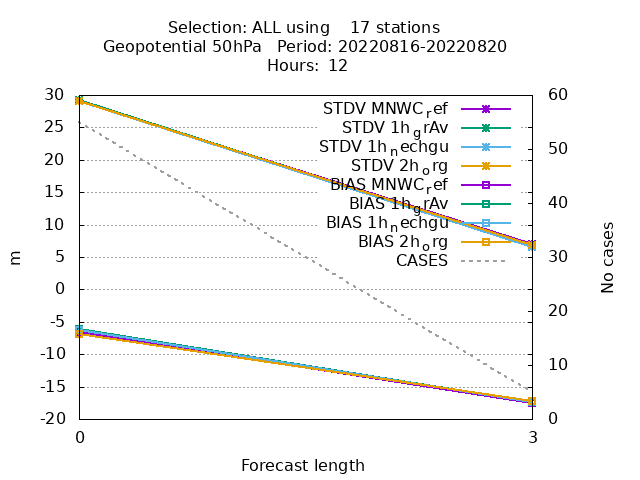 Selection: ALL using    17 stations
Geopotential 50hPa   Period: 20220816-20220820
Hours: 12
30
25
20
15
10
5
0
-5
-10
-15
-20
m
60
50
40
30
20
10
0
No cases
STDV MNWC_ref
STDV 1h_grAv
STDV 1h_nechgu
STDV 2h_org
BIAS MNWC_ref
BIAS 1h_grAv
BIAS 1h_nechgu
BIAS 2h_org
CASES
0 3
Forecast length